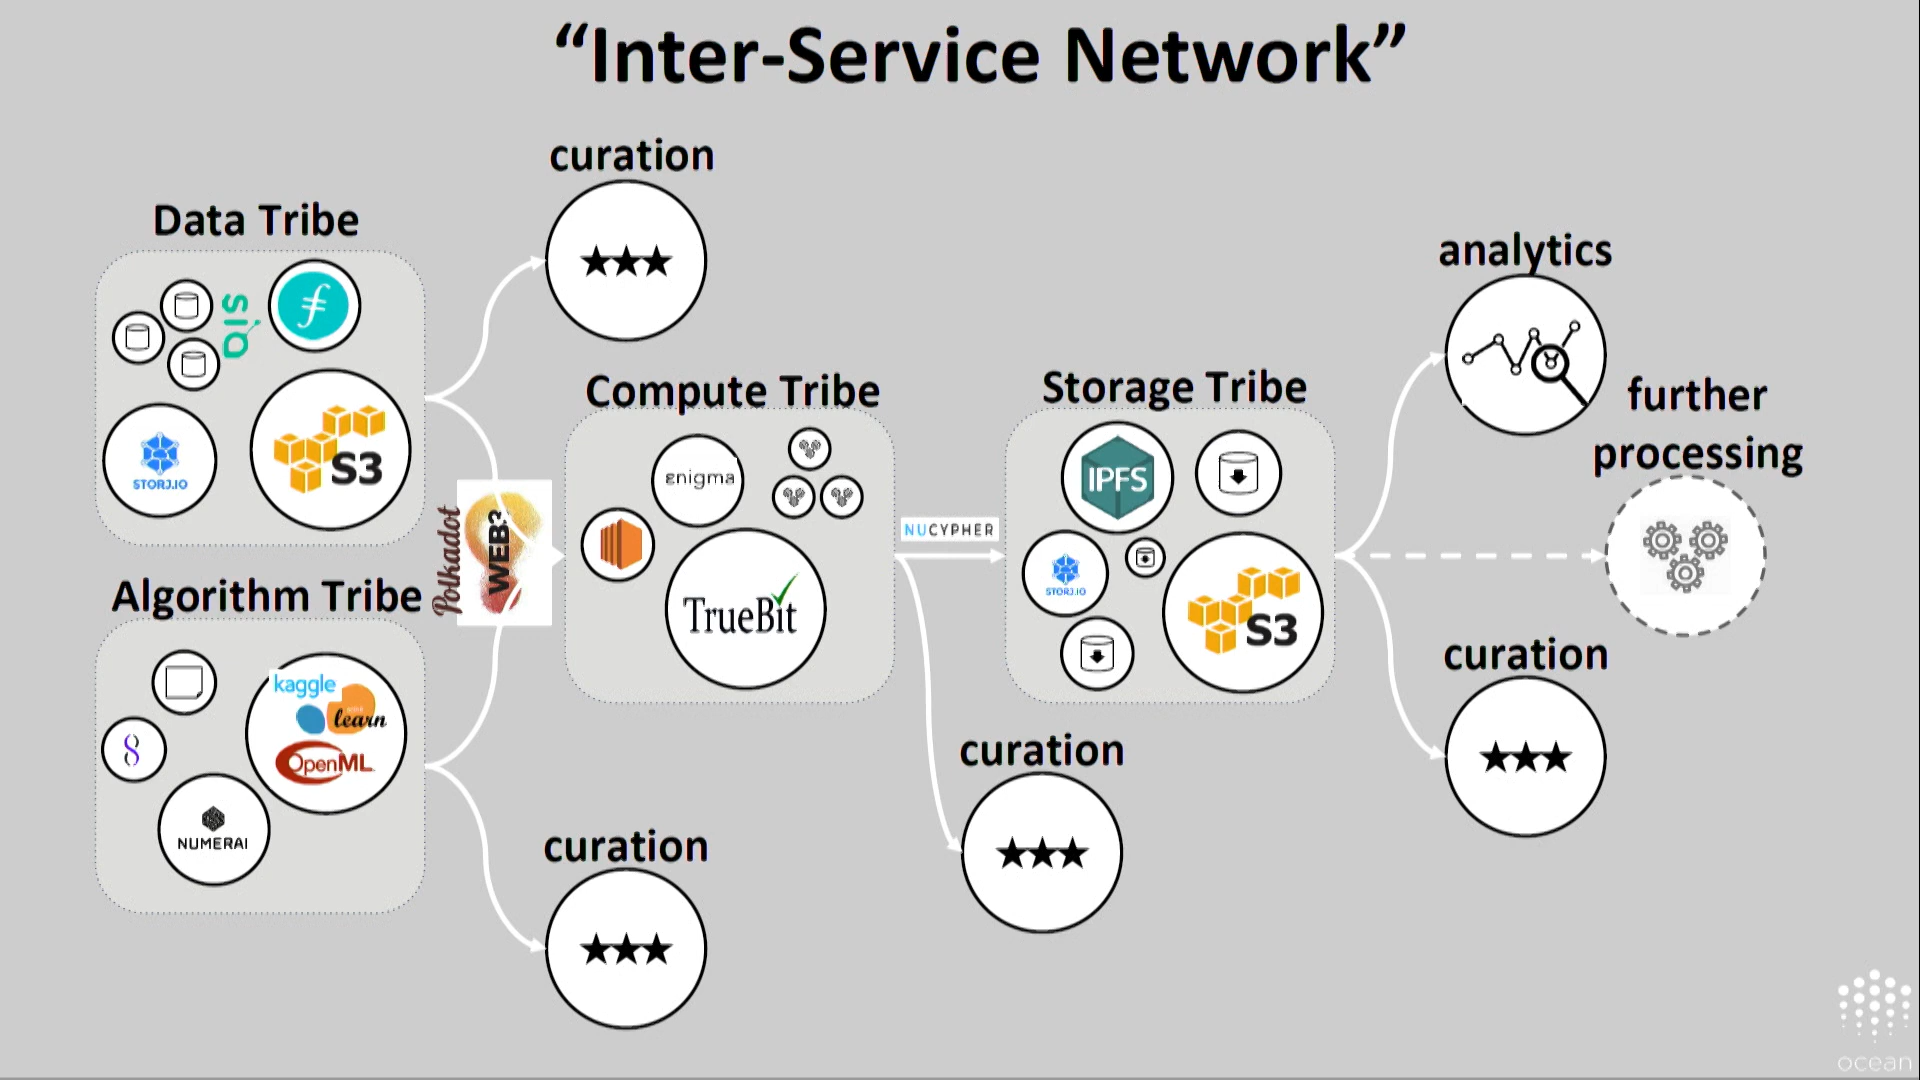 “Inter-Service Network”
curation
Data Tribe
QIS
STORJ.IO
S3
Algorithm Tribe
kaggle
learn
OpenML
NUMERAI
Polkadot
WEB3
Compute Tribe
enigma
TrueBit
NUCYPHER
Storage Tribe
IPFS
STORJ.IO
S3
analytics
further
processing
curation
curation
curation
ocean